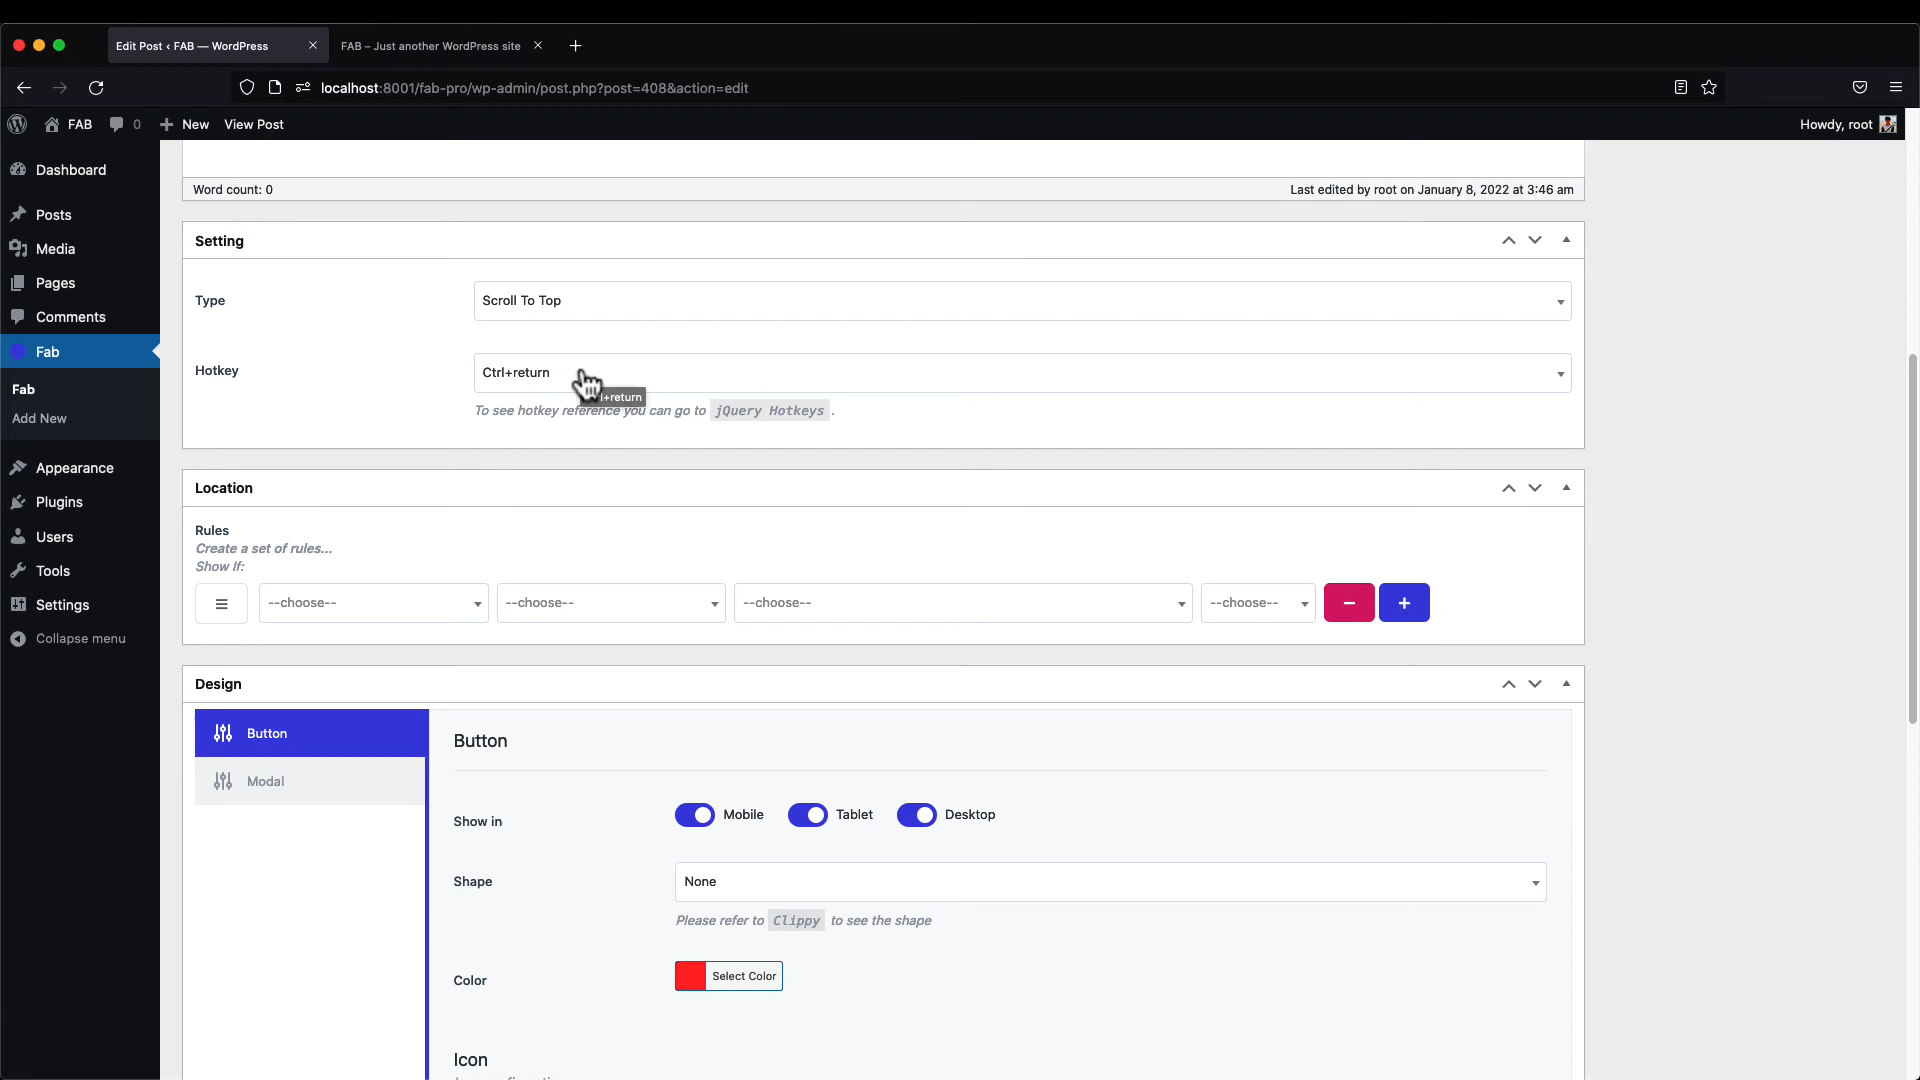 Edit Post ‹ FAB — WordPress
FAB – Just another WordPress site
localhost:8001/fab-pro/wp-admin/post.php?post=408&action=edit
FAB
0
New
View Post
Howdy, root
Dashboard
Posts
Media
Pages
Comments
Fab
Fab
Add New
Appearance
Plugins
Users
Tools
Settings
Collapse menu
Word count: 0
Last edited by root on January 8, 2022 at 3:46 am
Setting
Type
Scroll To Top
Hotkey
Ctrl+return
l+return
To see hotkey reference you can go to jQuery Hotkeys .
Location
Rules
Create a set of rules...
Show If:
--choose--
--choose--
--choose--
--choose--
Design
Button
Modal
Button
Show in
Mobile
Tablet
Desktop
Shape
None
Please refer to Clippy to see the shape
Color
Select Color
Icon